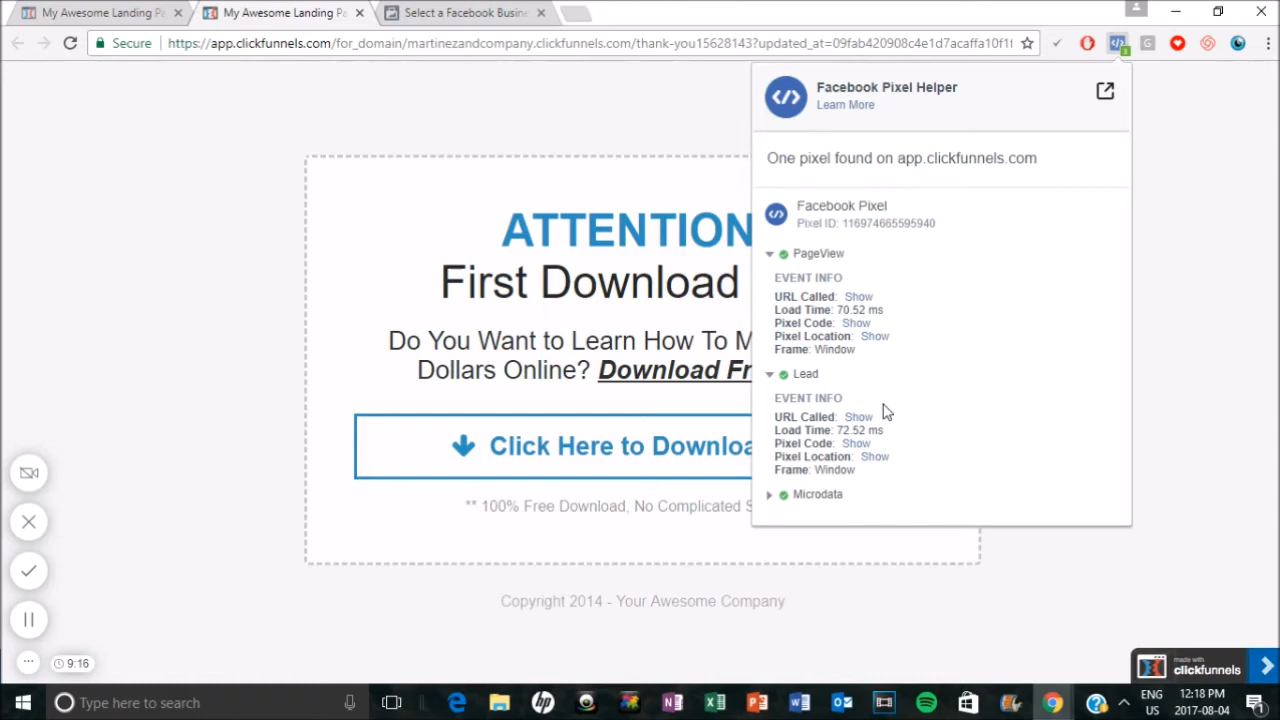 My Awesome Landing Pa
My Awesome Landing Pa
Select a Facebook Busine
Secure
https://app.clickfunnels.com/for_domain/martinezandcompany.clickfunnels.com/thank-you15628143?updated_at=09fab420908c4e1d7acaffa10f1f
3
G
Facebook Pixel Helper
Learn More
One pixel found on app.clickfunnels.com
Facebook Pixel
Pixel ID: 116974665595940
PageView
EVENT INFO
URL Called: Show
Load Time: 70.52 ms
Pixel Code: Show
Pixel Location: Show
Frame: Window
Lead
EVENT INFO
URL Called: Show
Load Time: 72.52 ms
Pixel Code: Show
Pixel Location: Show
Frame: Window
Microdata
ATTENTION
First Download
Do You Want to Learn How To M
Dollars Online? Download Fr
Click Here to Downloa
** 100% Free Download, No Complicated S
Copyright 2014 - Your Awesome Company
9:16
made with
clickfunnels
Type here to search
ENG
US
12:18 PM
2017-08-04
1